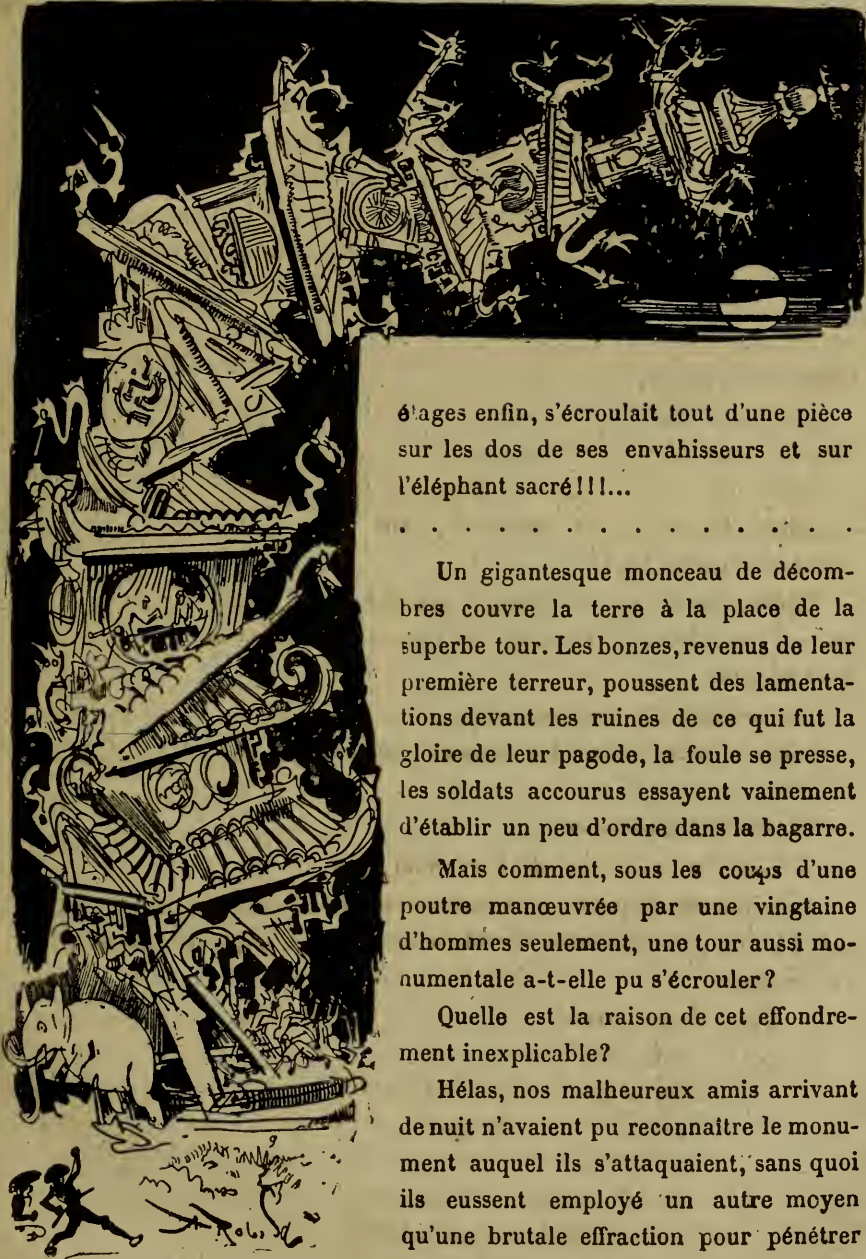 étages enfin, s'écroulait tout d'une pièce
sur les dos de ses envahisseurs et sur
l'éléphant sacré!!!...
. . . . . . . . . . . . . . .
Un gigantesque monceau de décom-
bres couvre la terre à la place de la
superbe tour. Les bonzes, revenus de leur
première terreur, poussent des lamenta-
tions devant les ruines de ce qui fut la
gloire de leur pagode, la foule se presse,
les soldats accourus essayent vainement
d'établir un peu d'ordre dans la bagarre.
Mais comment, sous les coups d'une
poutre manœuvrée par une vingtaine
d'hommes seulement, une tour aussi mo-
numentale a-t-elle pu s'écrouler?
Quelle est la raison de cet effondre-
ment inexplicable?
Hélas, nos malheureux amis arrivant
de nuit n'avaient pu reconnaître le monu-
ment auquel ils s'attaquaient, sans quoi
ils eussent employé un autre moyen
qu'une brutale effraction pour pénétrer